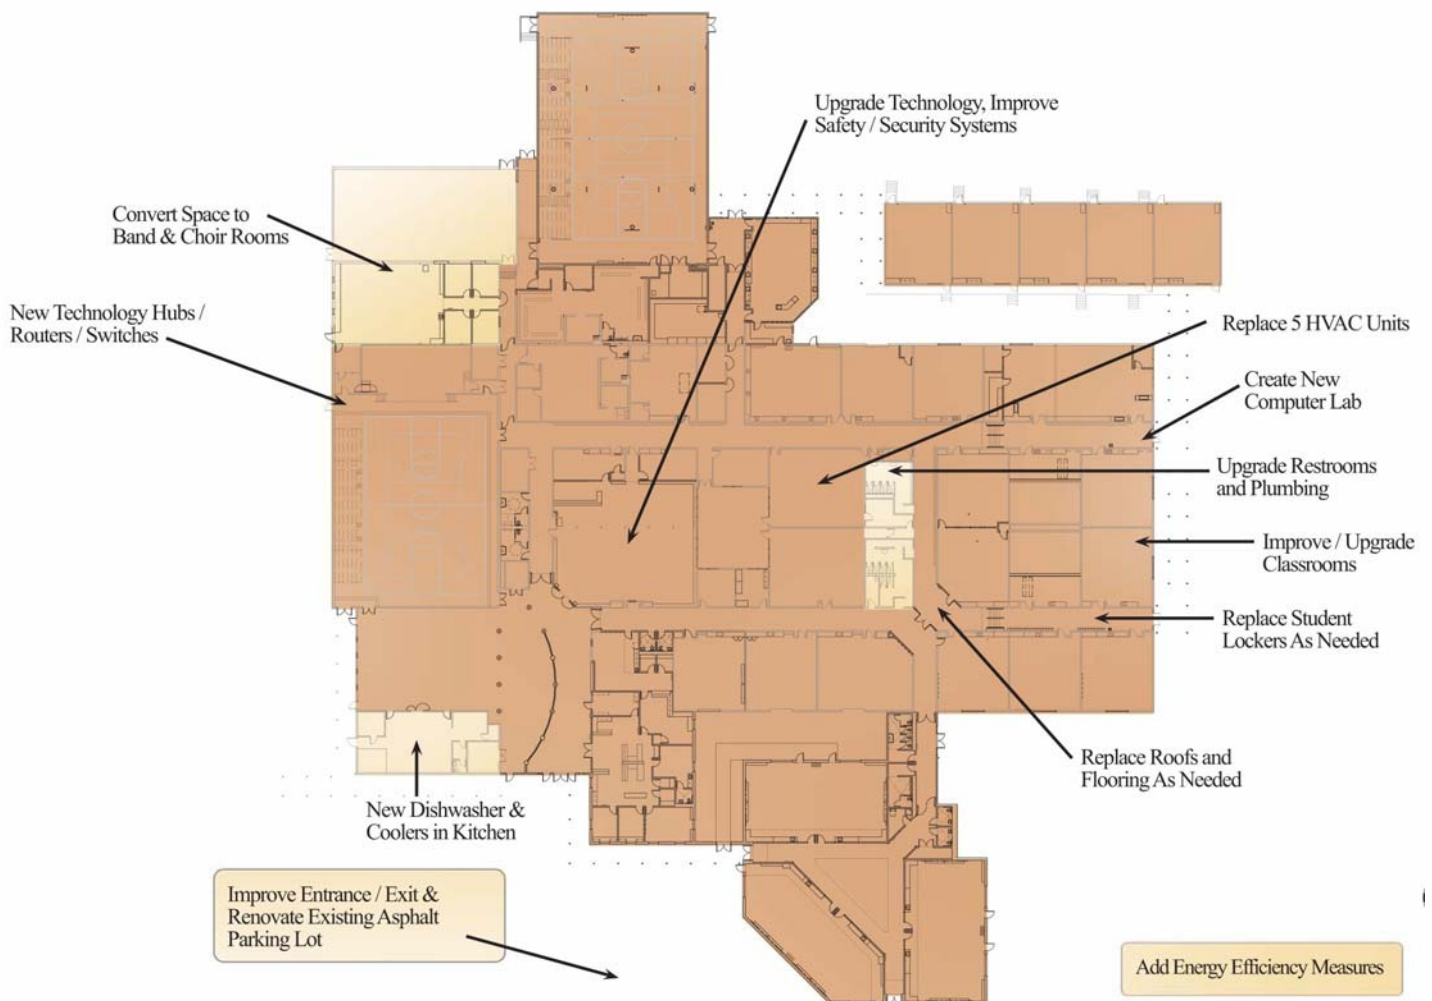 Upgrade Technology, Improve
Safety / Security Systems
Convert Space to
Band & Choir Rooms
New Technology Hubs /
Routers / Switches
Replace 5 HVAC Units
Create New
Computer Lab
Upgrade Restrooms
and Plumbing
Improve / Upgrade
Classrooms
Replace Student
Lockers As Needed
Replace Roofs and
Flooring As Needed
New Dishwasher &
Coolers in Kitchen
Improve Entrance / Exit &
Renovate Existing Asphalt
Parking Lot
Add Energy Efficiency Measures